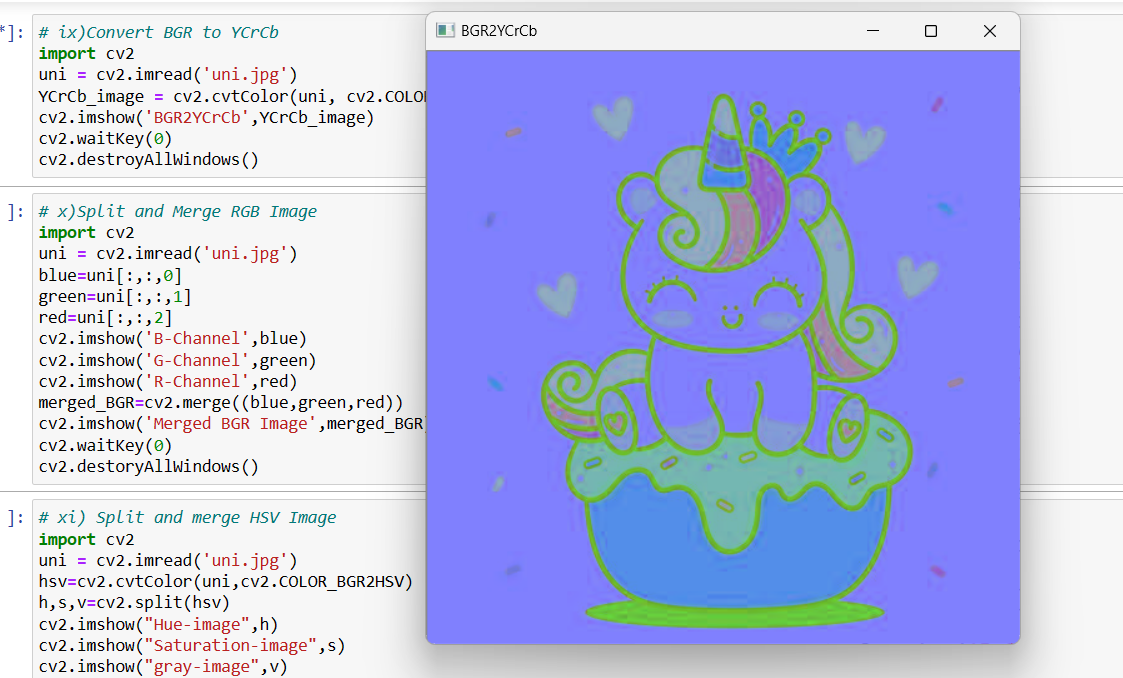 *]:
# ix)Convert BGR to YCrCb
import cv2
uni = cv2.imread('uni.jpg')
YCrCb_image = cv2.cvtColor(uni, cv2.COLO
cv2.imshow('BGR2YCrCb',YCrCb_image)
cv2.waitKey(0)
cv2.destroyAllWindows()
BGR2YCrCb
]:
# x)Split and Merge RGB Image
import cv2
uni = cv2.imread('uni.jpg')
blue=uni[:,:,0]
green=uni[:,:,1]
red=uni[:,:,2]
cv2.imshow('B-Channel',blue)
cv2.imshow('G-Channel',green)
cv2.imshow('R-Channel',red)
merged_BGR=cv2.merge((blue,green,red))
cv2.imshow('Merged BGR Image',merged_BGR
cv2.waitKey(0)
cv2.destoryAllWindows()
]:
# xi) Split and merge HSV Image
import cv2
uni = cv2.imread('uni.jpg')
hsv=cv2.cvtColor(uni,cv2.COLOR_BGR2HSV)
h,s,v=cv2.split(hsv)
cv2.imshow("Hue-image",h)
cv2.imshow("Saturation-image",s)
cv2.imshow("gray-image",v)